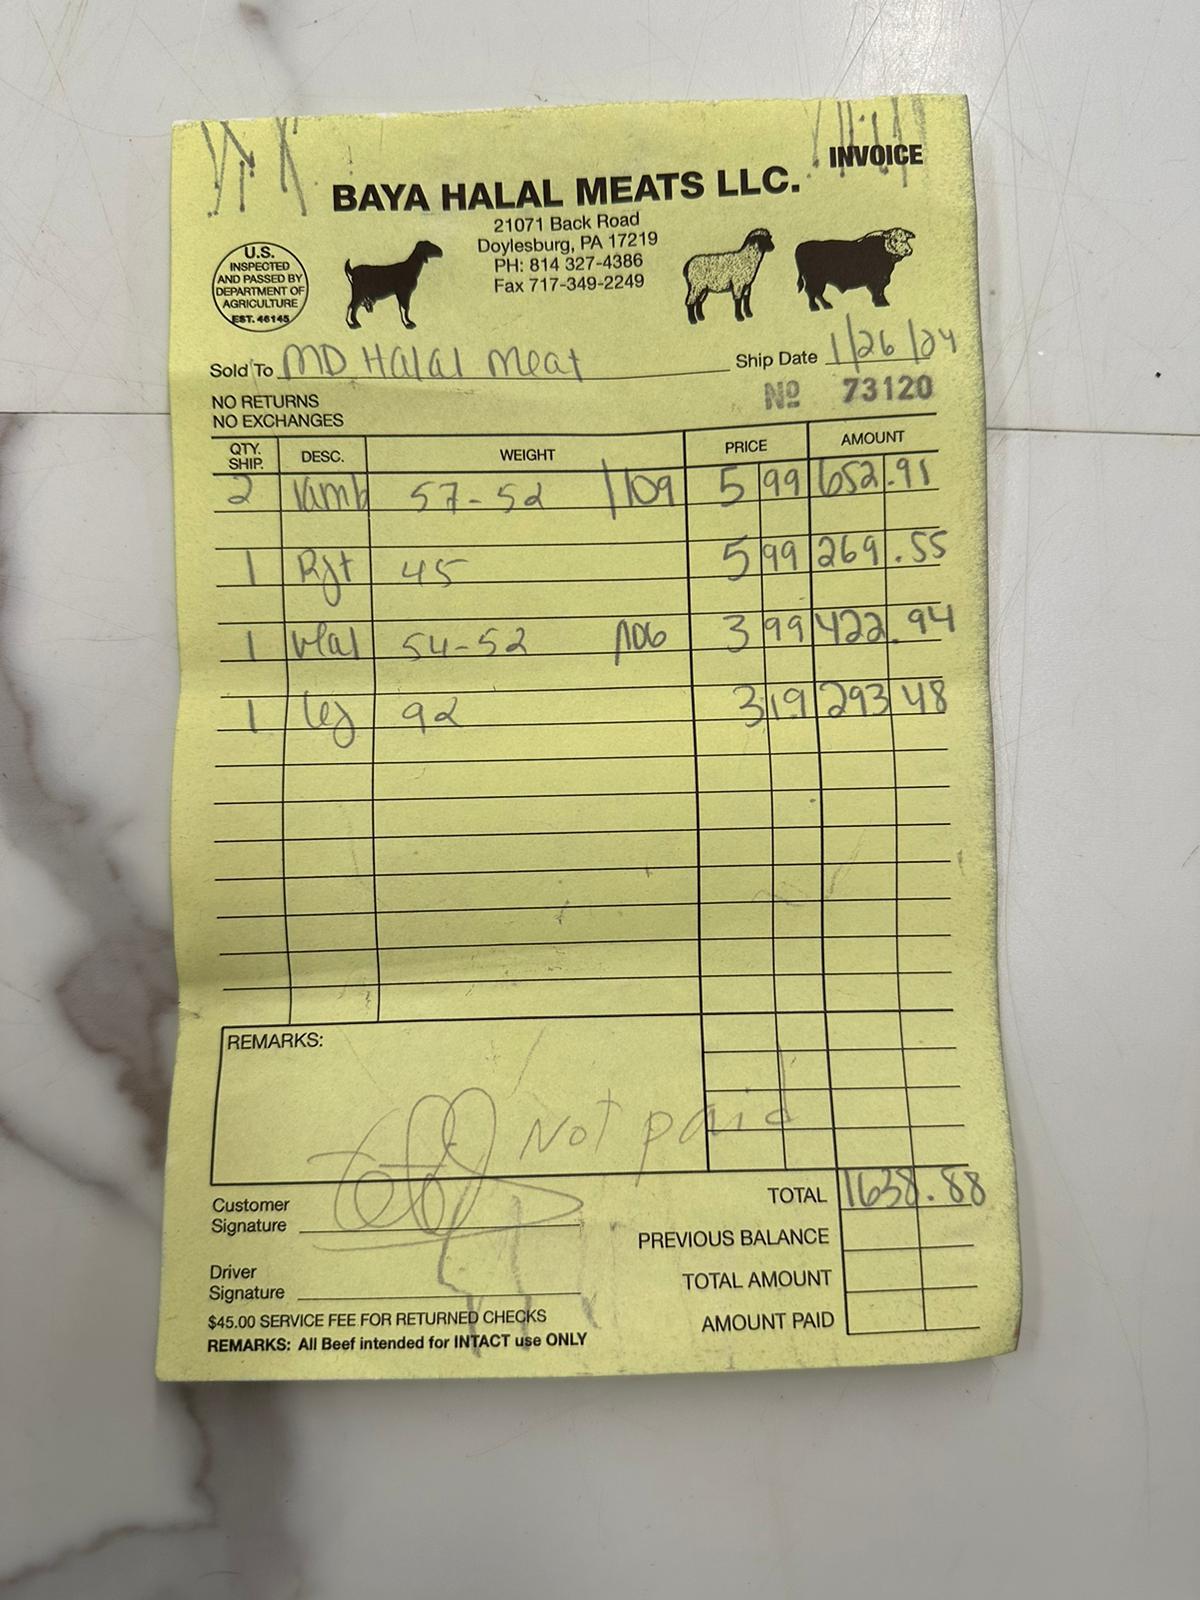 INVOICE
BAYA HALAL MEATS LLC.
21071 Back Road
Doylesburg, PA 17219
PH: 814 327-4386
Fax 717-349-2249
U.S.
INSPECTED
AND PASSED BY
DEPARTMENT OF
AGRICULTURE
EST. 46145
Sold To MD Halal Meat Ship Date 1/26/24
NO RETURNS
NO EXCHANGES
Nº 73120
QTY. SHIP. DESC. WEIGHT PRICE AMOUNT
2 lamb 57-52 109 5 99 652.91
1 45 5 99 269.55
1 veal 54-52 106 3 99 422.94
1 leg 92 3 19 293 48
REMARKS:
Not paid
Customer
Signature
Driver
Signature
TOTAL 1638.88
PREVIOUS BALANCE
TOTAL AMOUNT
AMOUNT PAID
$45.00 SERVICE FEE FOR RETURNED CHECKS
REMARKS: All Beef intended for INTACT use ONLY